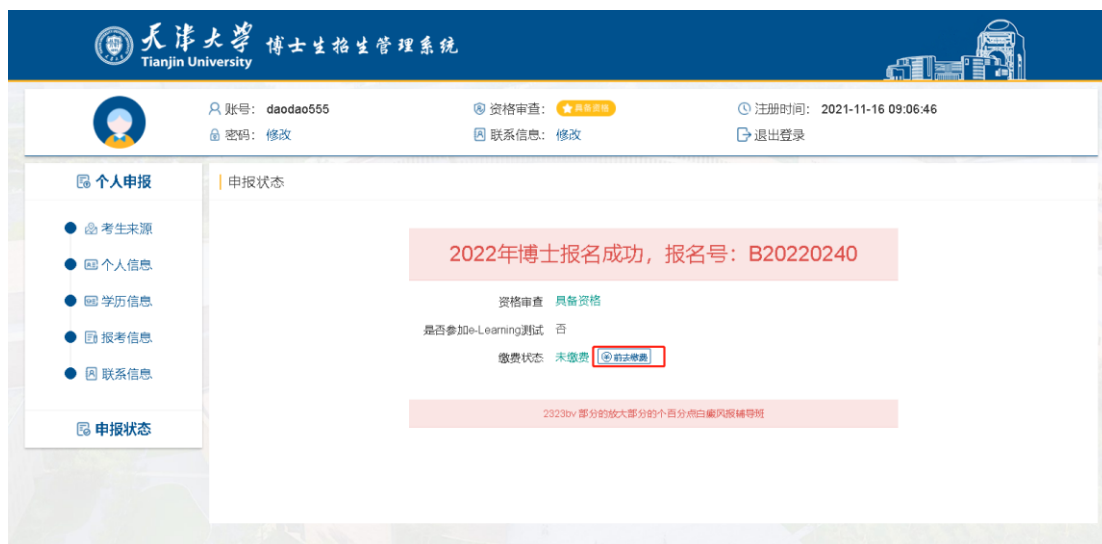 天津大学 博士生招生管理系统
Tianjin University
账号： daodao555 资格审查： 具备资格 注册时间： 2021-11-16 09:06:46
密码： 修改 联系信息： 修改 退出登录
个人申报
考生来源
个人信息
学历信息
报考信息
联系信息
申报状态
申报状态
2022年博士报名成功，报名号：B20220240
资格审查 具备资格
是否参加e-Learning测试 否
缴费状态 未缴费 前去缴费
2323bv 部分的放大部分的个百分点白癜风报辅导班